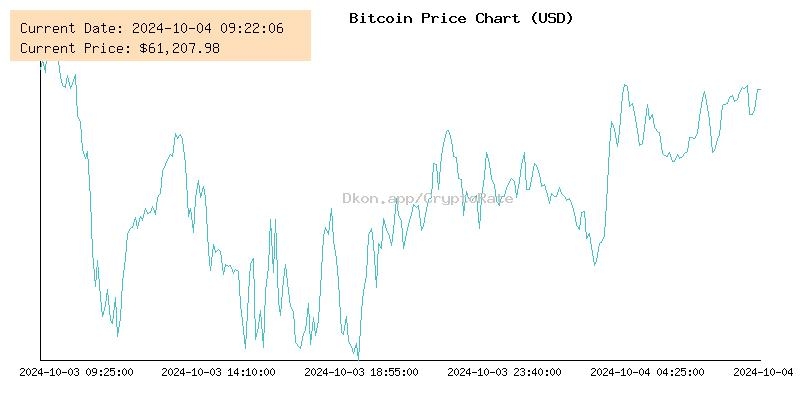 Bitcoin Price Chart (USD)
Current Date: 2024-10-04 09:22:06
Current Price: $61,207.98
Dkon.app/CryptoRate
2024-10-03 09:25:00 2024-10-03 14:10:00 2024-10-03 18:55:00 2024-10-03 23:40:00 2024-10-04 04:25:00 2024-10-04